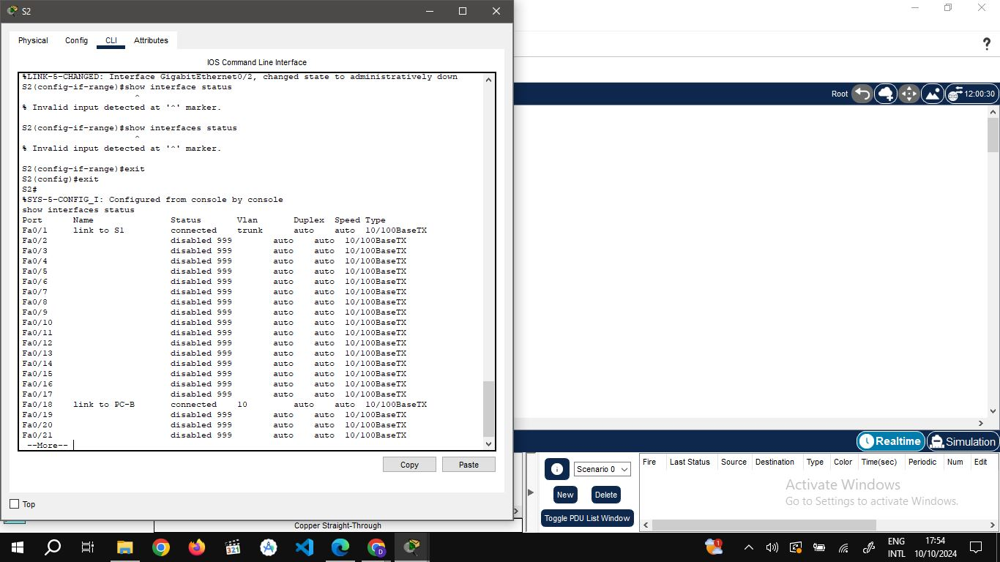 S2
Physical Config CLI Attributes
IOS Command Line Interface
%LINK-5-CHANGED: Interface GigabitEthernet0/2, changed state to administratively down
S2(config-if-range)#show interface status
^
% Invalid input detected at '^' marker.
S2(config-if-range)#show interfaces status
^
% Invalid input detected at '^' marker.
S2(config-if-range)#exit
S2(config)#exit
S2#
%SYS-5-CONFIG_I: Configured from console by console
show interfaces status
Port Name Status Vlan Duplex Speed Type
Fa0/1 link to S1 connected trunk auto auto 10/100BaseTX
Fa0/2 disabled 999 auto auto 10/100BaseTX
Fa0/3 disabled 999 auto auto 10/100BaseTX
Fa0/4 disabled 999 auto auto 10/100BaseTX
Fa0/5 disabled 999 auto auto 10/100BaseTX
Fa0/6 disabled 999 auto auto 10/100BaseTX
Fa0/7 disabled 999 auto auto 10/100BaseTX
Fa0/8 disabled 999 auto auto 10/100BaseTX
Fa0/9 disabled 999 auto auto 10/100BaseTX
Fa0/10 disabled 999 auto auto 10/100BaseTX
Fa0/11 disabled 999 auto auto 10/100BaseTX
Fa0/12 disabled 999 auto auto 10/100BaseTX
Fa0/13 disabled 999 auto auto 10/100BaseTX
Fa0/14 disabled 999 auto auto 10/100BaseTX
Fa0/15 disabled 999 auto auto 10/100BaseTX
Fa0/16 disabled 999 auto auto 10/100BaseTX
Fa0/17 disabled 999 auto auto 10/100BaseTX
Fa0/18 link to PC-B connected 10 auto auto 10/100BaseTX
Fa0/19 disabled 999 auto auto 10/100BaseTX
Fa0/20 disabled 999 auto auto 10/100BaseTX
Fa0/21 disabled 999 auto auto 10/100BaseTX
--More--
Copy Paste
Top
?
Root 12:00:30
Realtime Simulation
Scenario 0
New Delete
Toggle PDU List Window
Fire Last Status Source Destination Type Color Time(sec) Periodic Num Edit
Activate Windows
Go to Settings to activate Windows.
Copper Straight-Through
321
D
1
ENG
INTL
17:54
10/10/2024